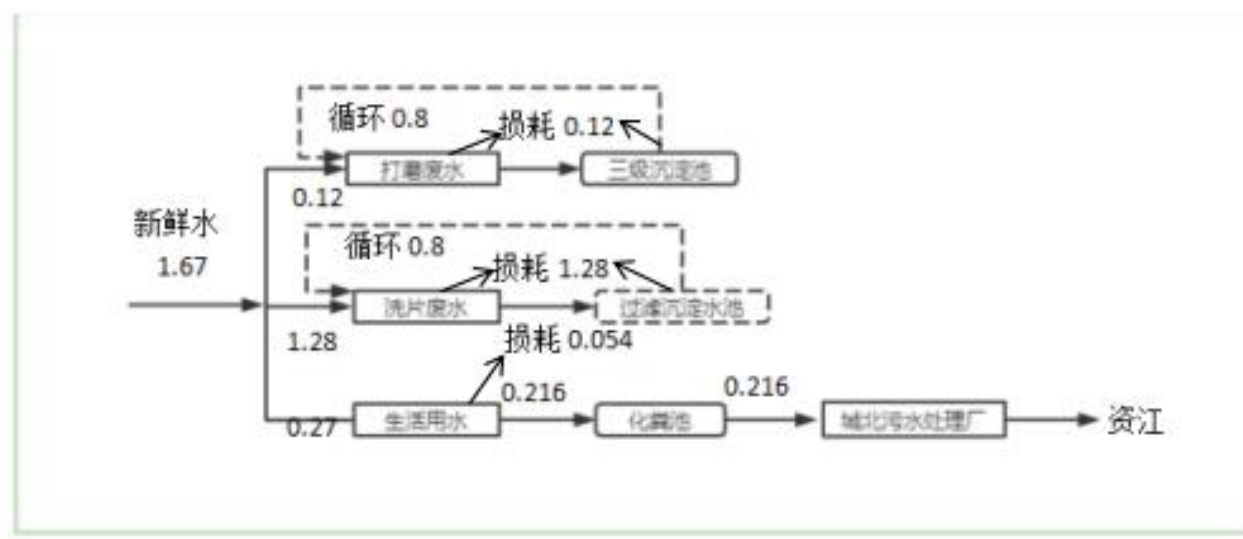 循环 0.8
损耗 0.12
打磨废水
三级沉淀池
0.12
新鲜水
1.67
循环 0.8
损耗 1.28
洗片废水
过滤沉淀水池
1.28
损耗 0.054
0.216
0.216
0.27
生活用水
化粪池
城北污水处理厂
资江